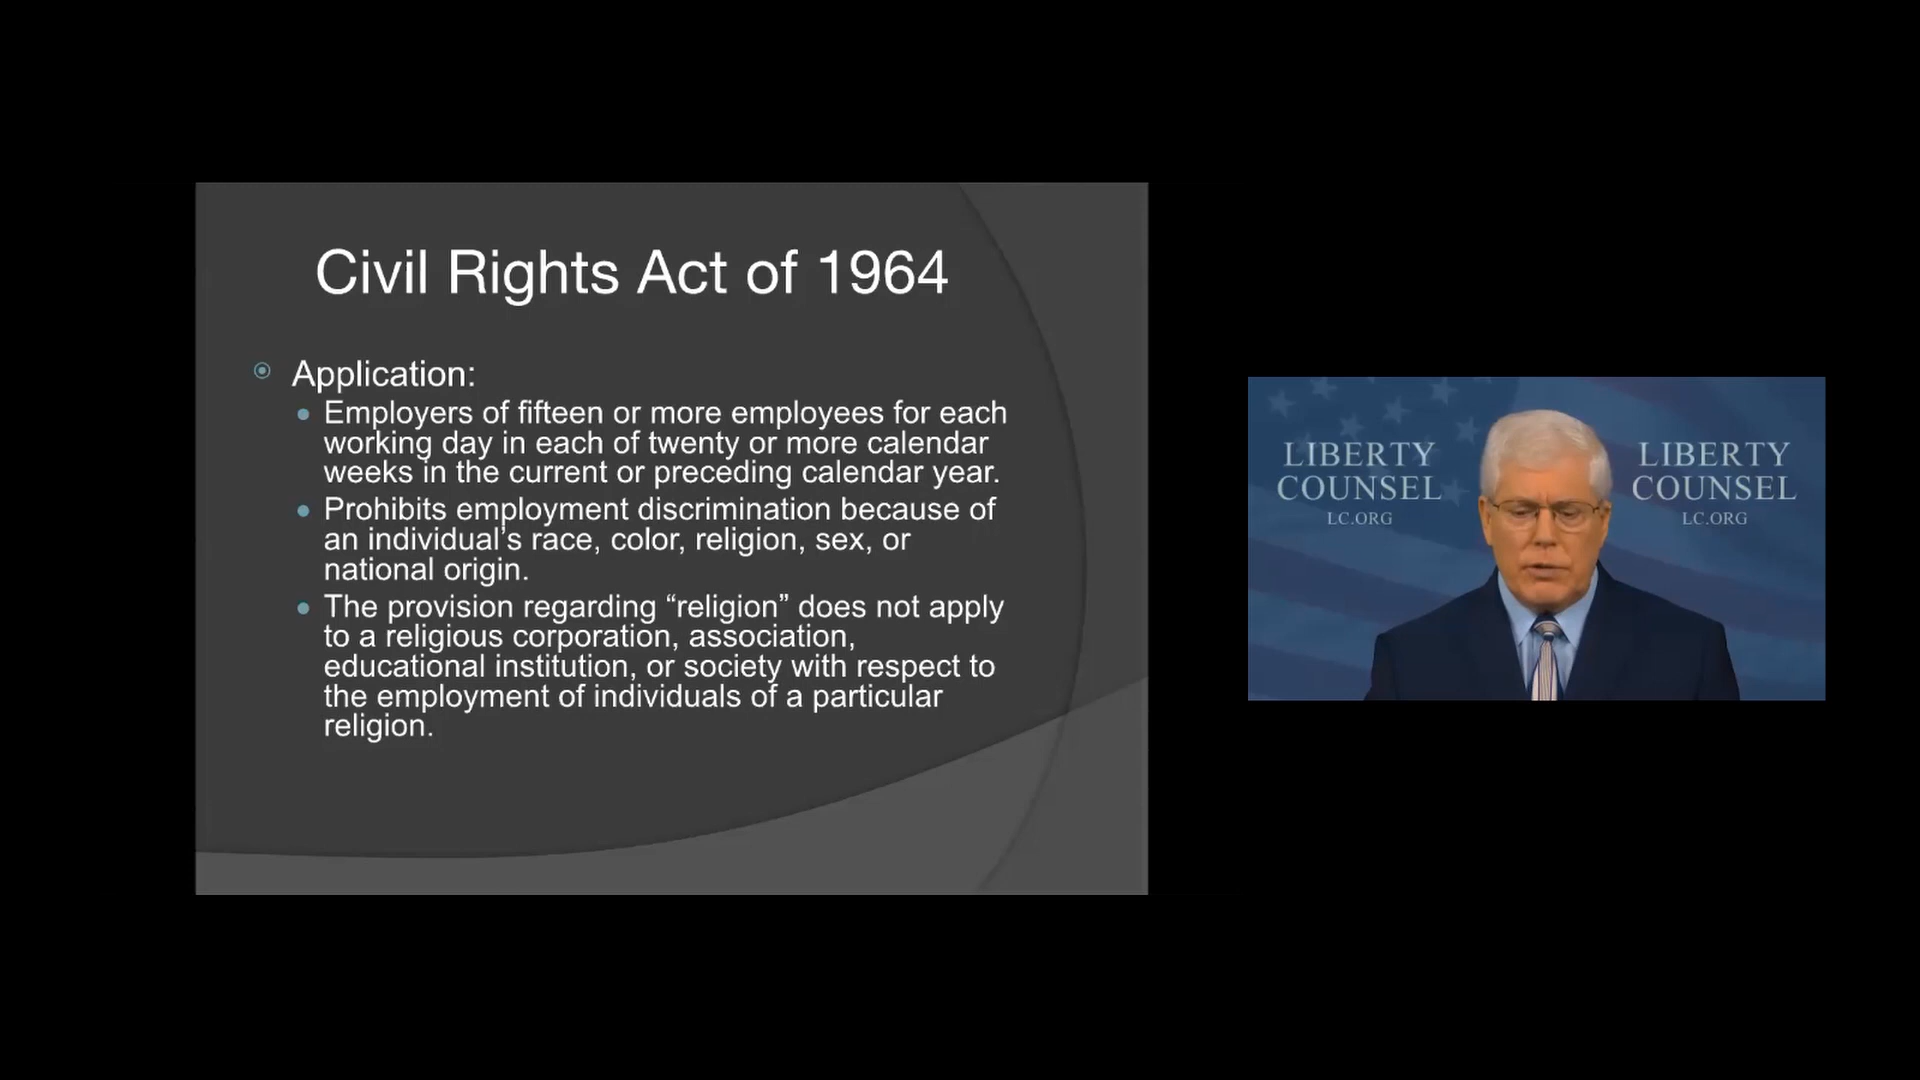 Civil Rights Act of 1964
Application:
Employers of fifteen or more employees for each
working day in each of twenty or more calendar
weeks in the current or preceding calendar year.
Prohibits employment discrimination because of
an individual’s race, color, religion, sex, or
national origin.
The provision regarding “religion” does not apply
to a religious corporation, association,
educational institution, or society with respect to
the employment of individuals of a particular
religion.
LIBERTY
COUNSEL
LC.ORG
LIBERTY
COUNSEL
LC.ORG